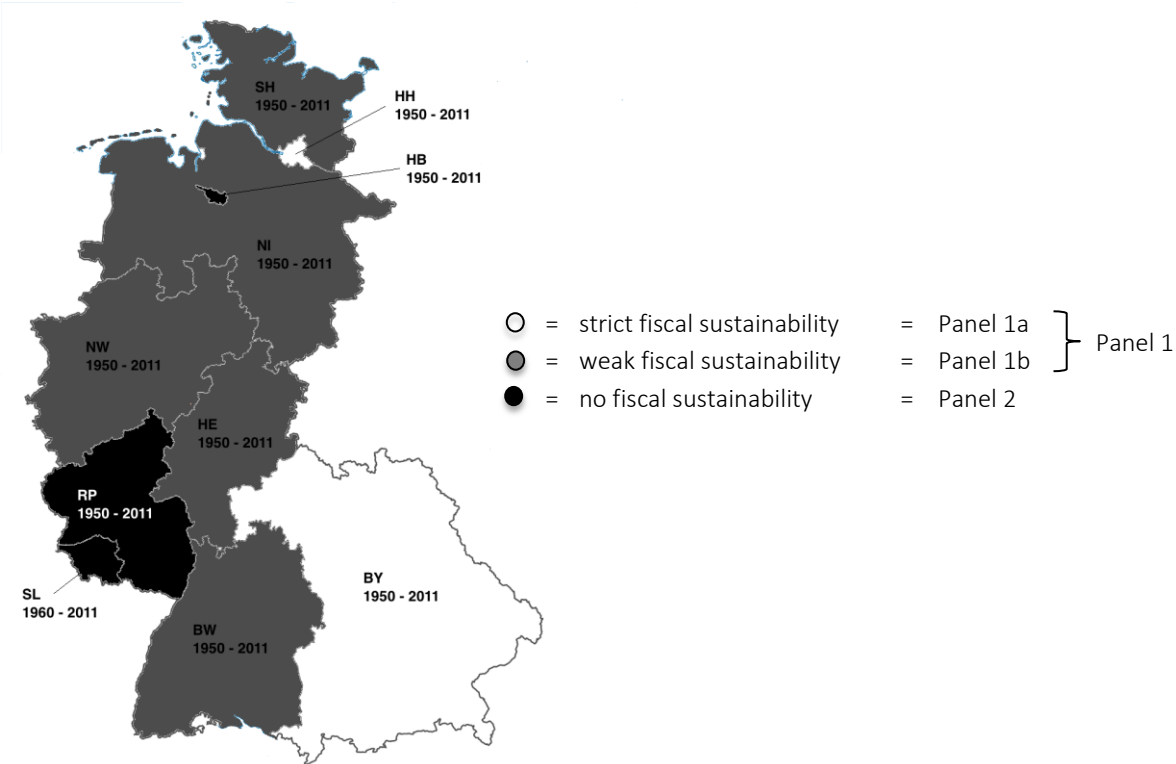 SH
1950 - 2011
HH
1950 - 2011
HB
1950 - 2011
NI
1950 - 2011
NW
1950 - 2011
HE
1950 - 2011
RP
1950 - 2011
SL
1960 - 2011
BW
1950 - 2011
BY
1950 - 2011
= strict fiscal sustainability = Panel 1a
= weak fiscal sustainability = Panel 1b
Panel 1
= no fiscal sustainability = Panel 2